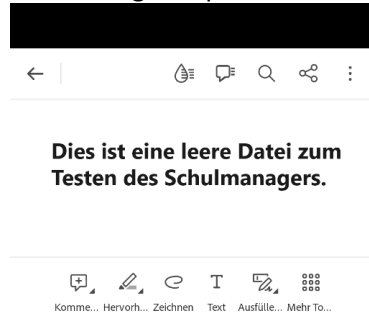 Dies ist eine leere Datei zum
Testen des Schulmanagers.
Komme... Hervorh... Zeichnen Text Ausfülle... Mehr To...